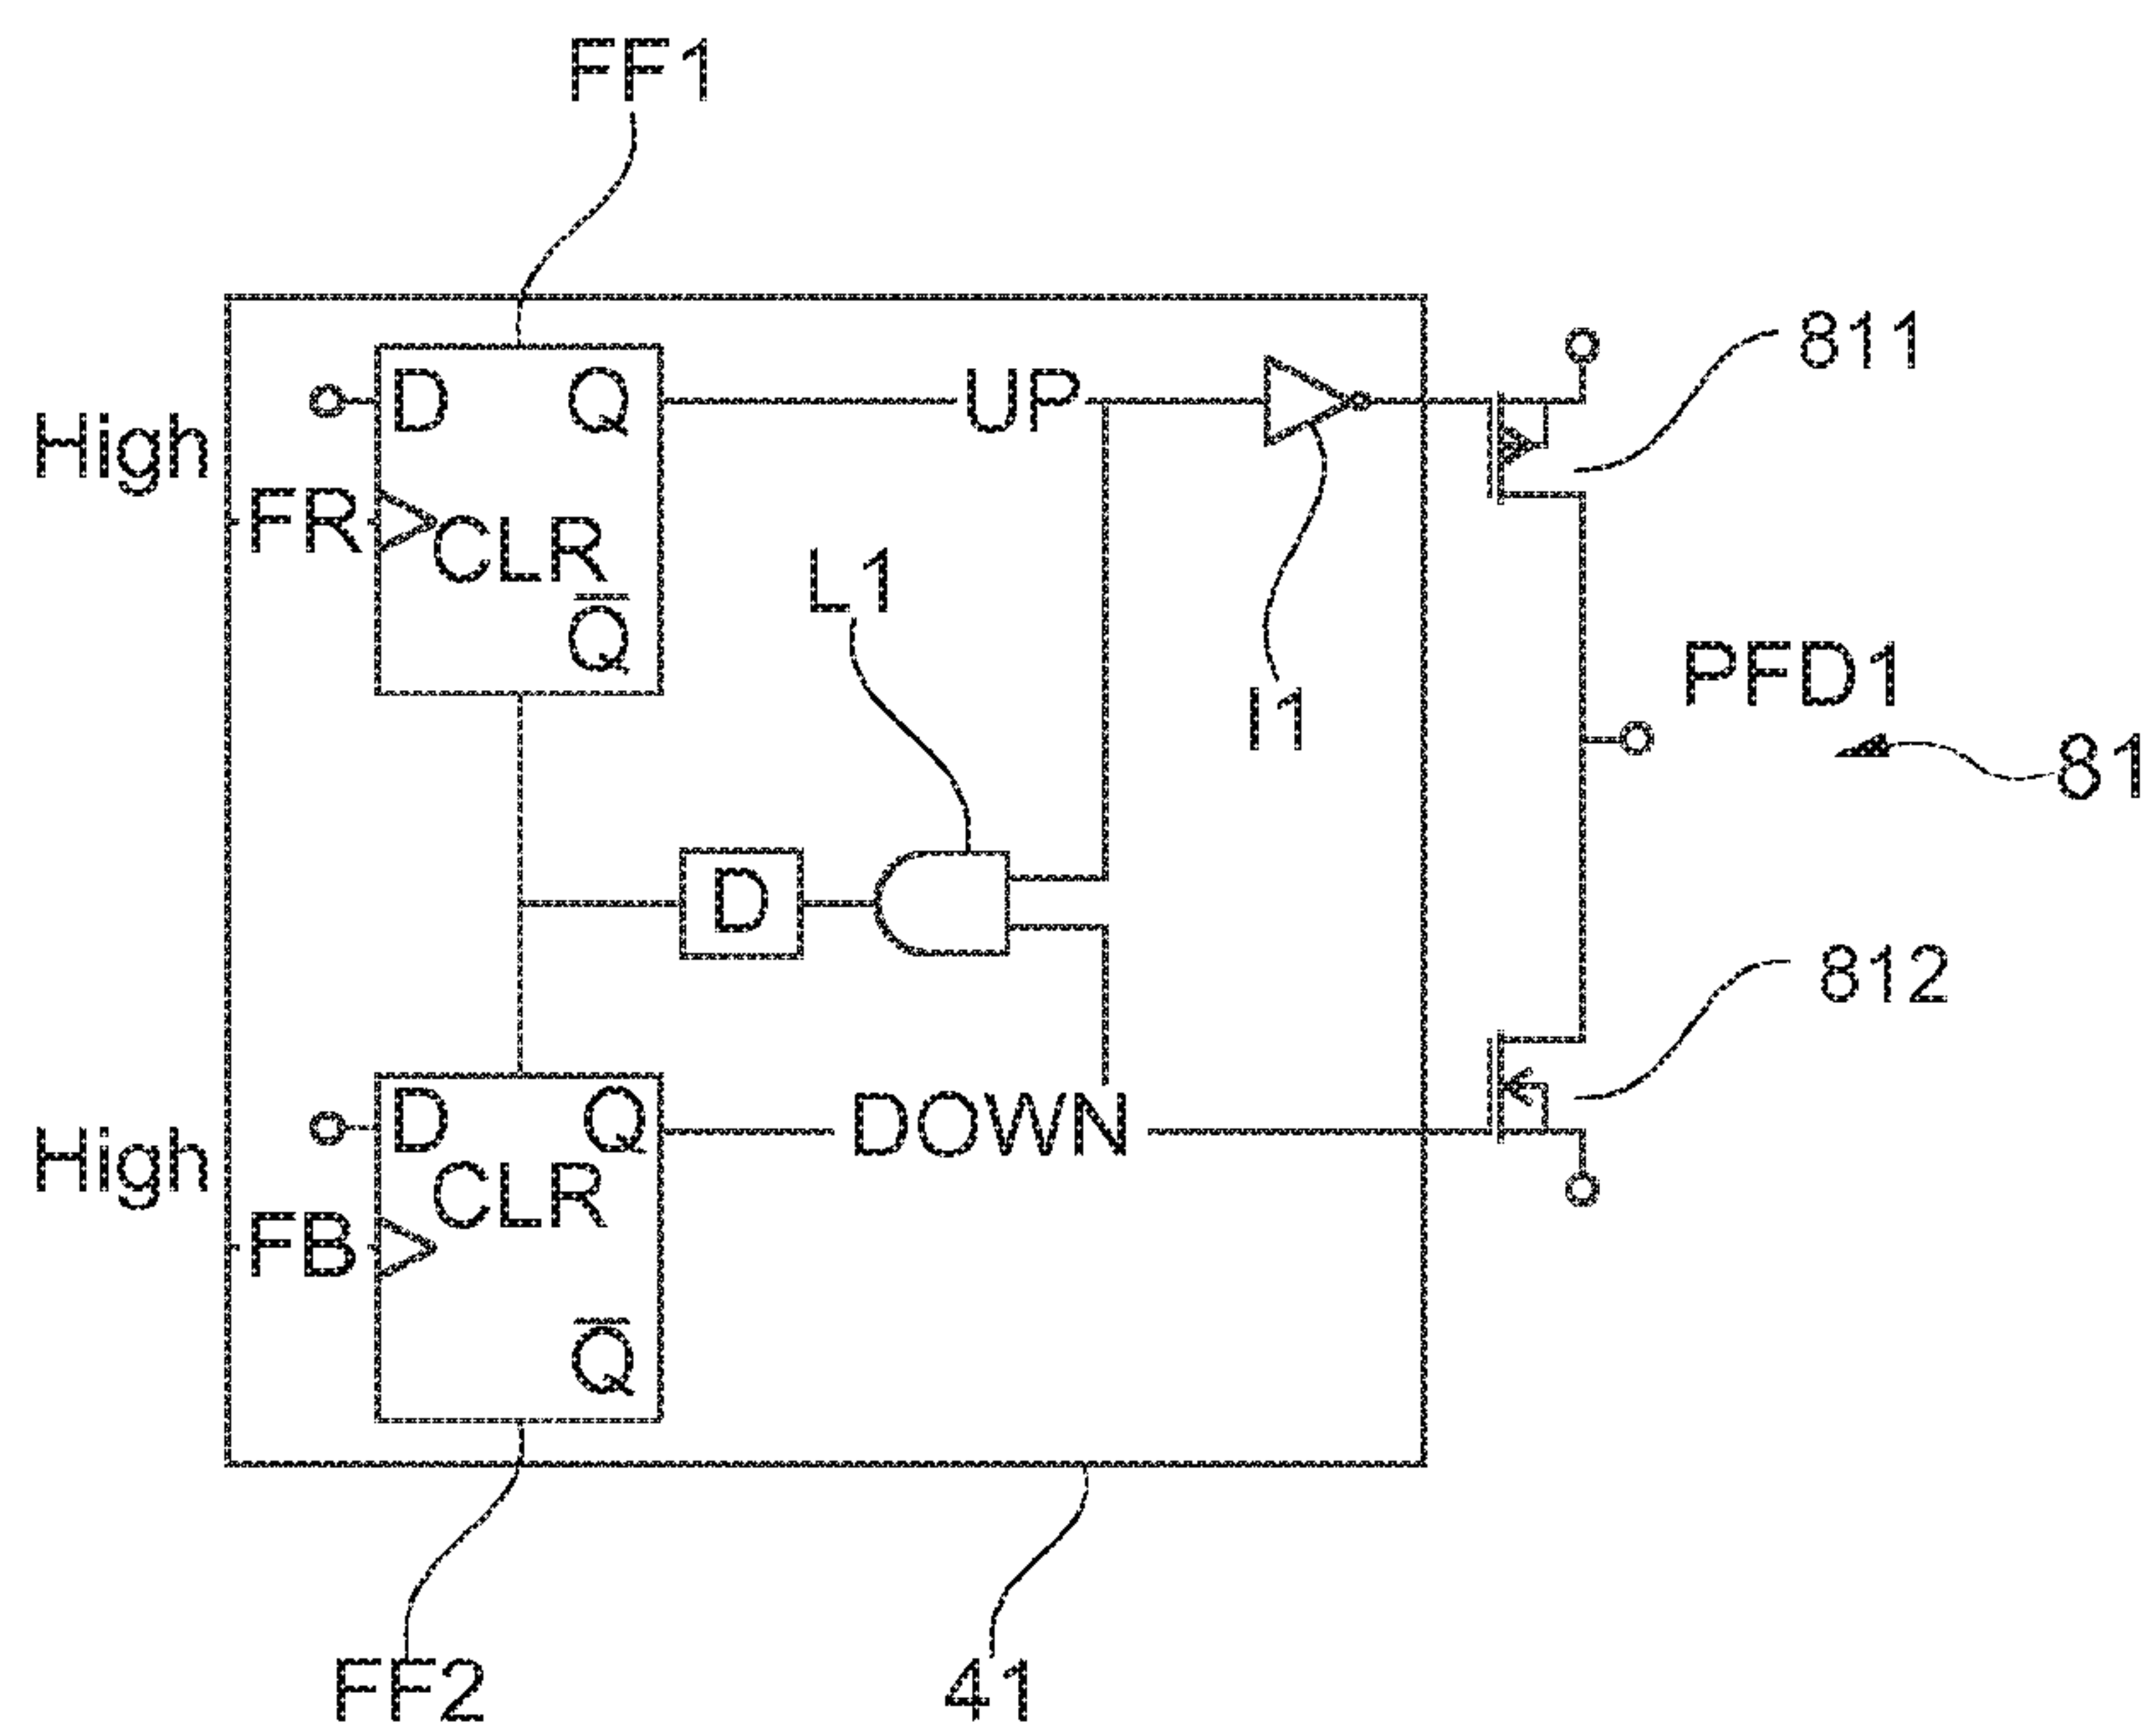 FF1
811
D Q
UP
High
FR
CLR
Q
L1
I1
PFD1
81
D
812
D Q
DOWN
High
CLR
FB
Q
FF2
41